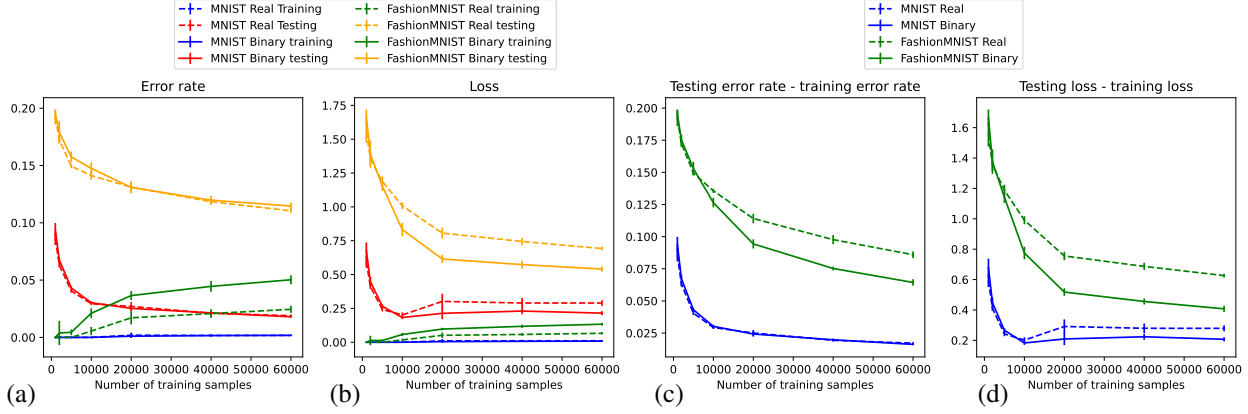 MNIST Real Training
MNIST Real Testing
MNIST Binary training
MNIST Binary testing
FashionMNIST Real training
FashionMNIST Real testing
FashionMNIST Binary training
FashionMNIST Binary testing
MNIST Real
MNIST Binary
FashionMNIST Real
FashionMNIST Binary
Error rate
0.20
0.15
0.10
0.05
0.00
0 10000 20000 30000 40000 50000 60000
Number of training samples
(a)
Loss
1.75
1.50
1.25
1.00
0.75
0.50
0.25
0.00
0 10000 20000 30000 40000 50000 60000
Number of training samples
(b)
Testing error rate - training error rate
0.200
0.175
0.150
0.125
0.100
0.075
0.050
0.025
0 10000 20000 30000 40000 50000 60000
Number of training samples
(c)
Testing loss - training loss
1.6
1.4
1.2
1.0
0.8
0.6
0.4
0.2
0 10000 20000 30000 40000 50000 60000
Number of training samples
(d)